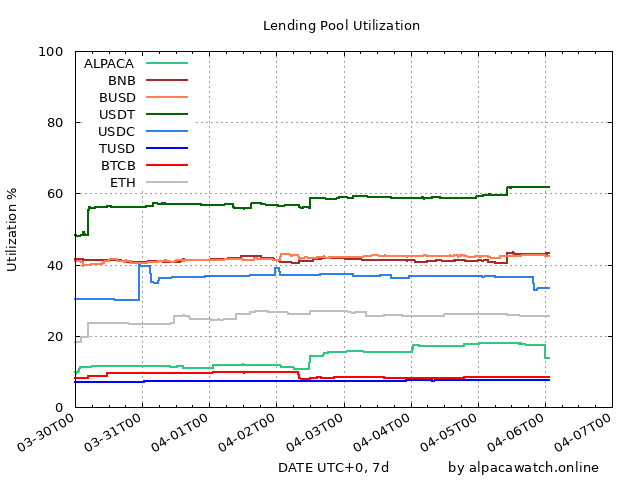 Lending Pool Utilization
100
80
60
40
20
0
Utilization %
ALPACA
BNB
BUSD
USDT
USDC
TUSD
BTCB
ETH
03-30T00
03-31T00
04-01T00
04-02T00
04-03T00
04-04T00
04-05T00
04-06T00
04-07T00
DATE UTC+0, 7d
by alpacawatch.online